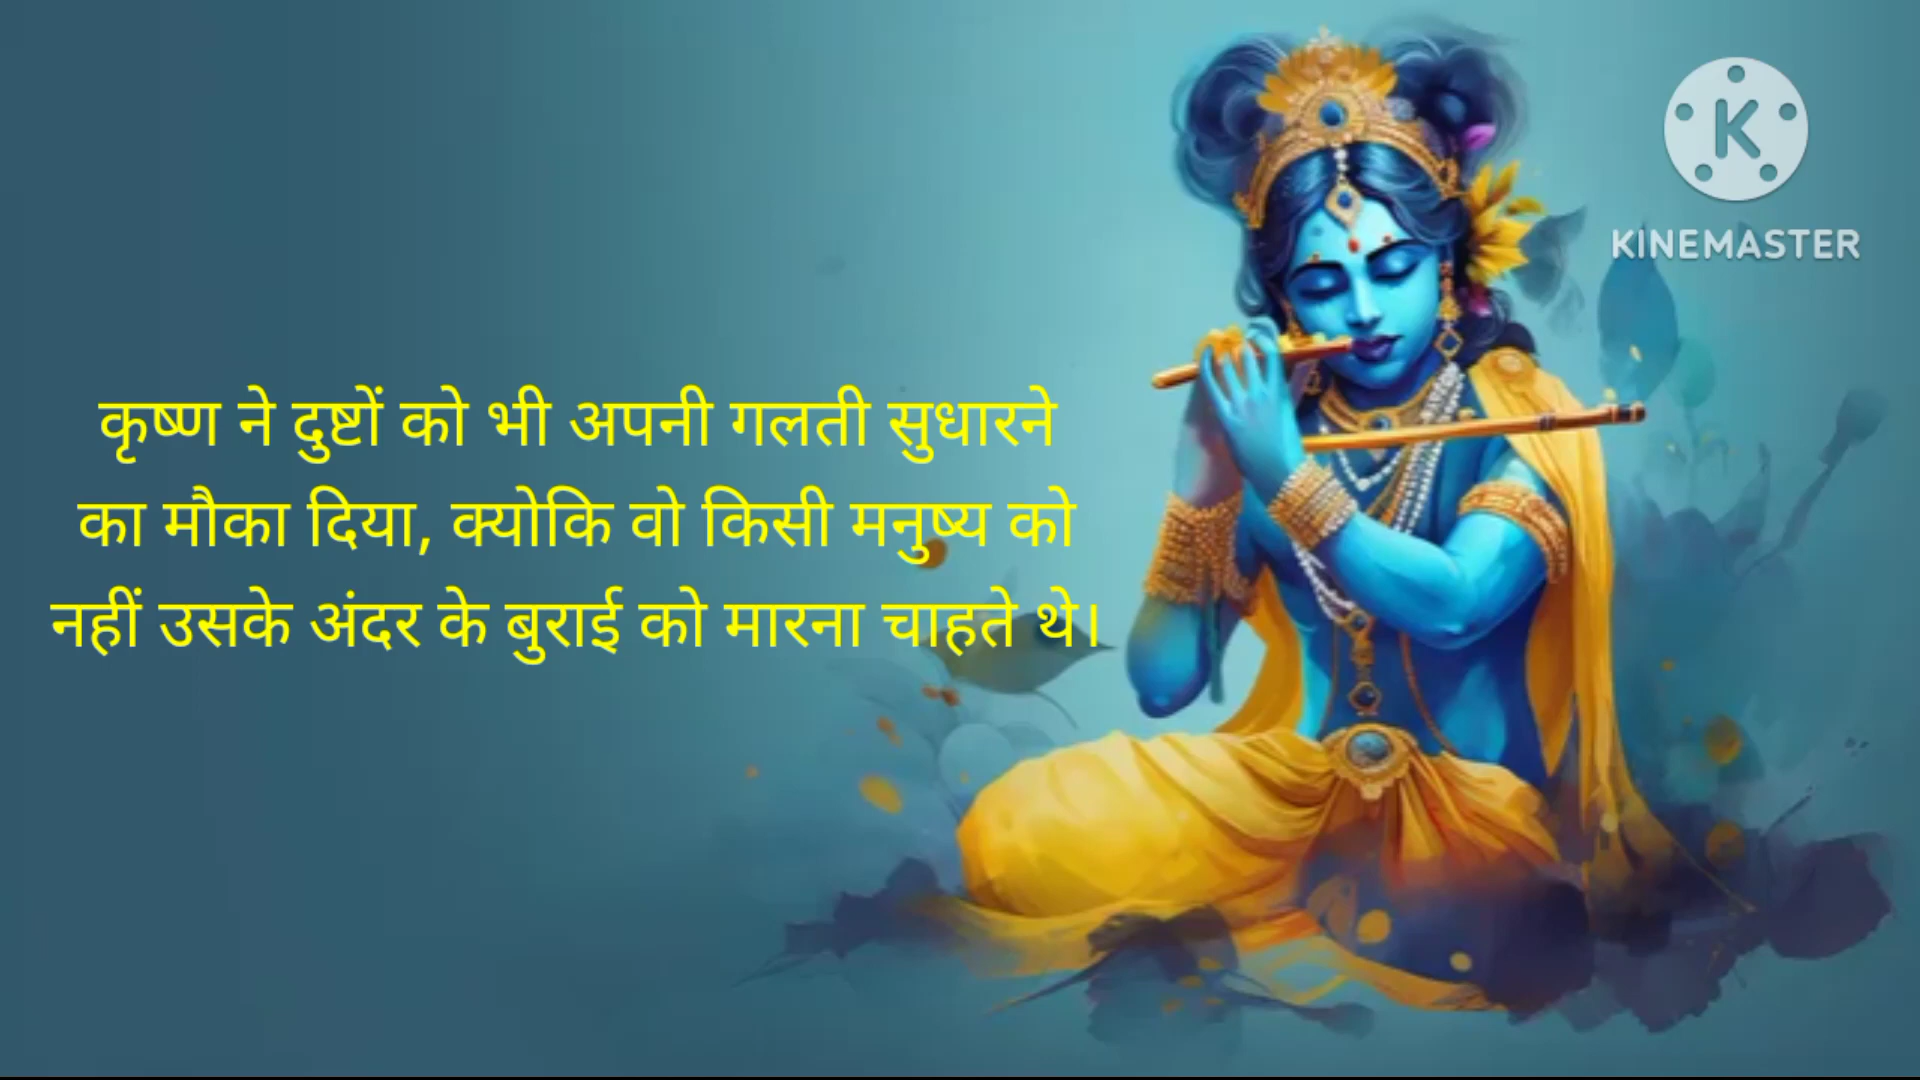 कृष्ण ने दुष्टों को भी अपनी गलती सुधारने
का मौका दिया, क्योकि वो किसी मनुष्य को
नहीं उसके अंदर के बुराई को मारना चाहते थे।
K
KINEMASTER